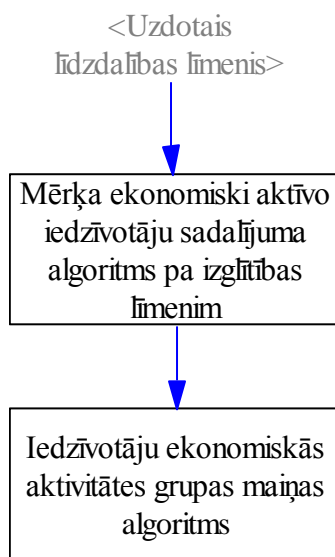 <Uzdotais
līdzdalības līmenis>
Mērķa ekonomiski aktīvo
iedzīvotāju sadalījuma
algoritms pa izglītības
līmenim
Iedzīvotāju ekonomiskās
aktivitātes grupas maiņas
algoritms